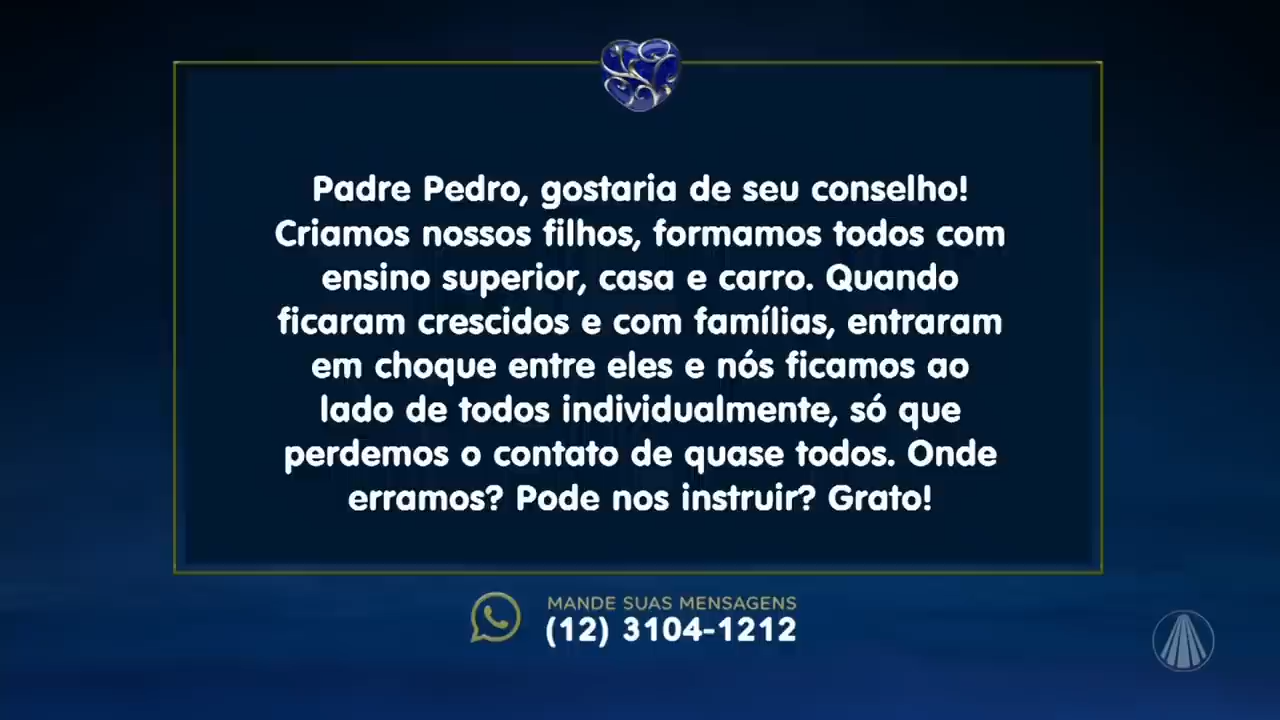 Padre Pedro, gostaria de seu conselho!
Criamos nossos filhos, formamos todos com
ensino superior, casa e carro. Quando
ficaram crescidos e com famílias, entraram
em choque entre eles e nós ficamos ao
lado de todos individualmente, só que
perdemos o contato de quase todos. Onde
erramos? Pode nos instruir? Grato!
MANDE SUAS MENSAGENS
(12) 3104-1212